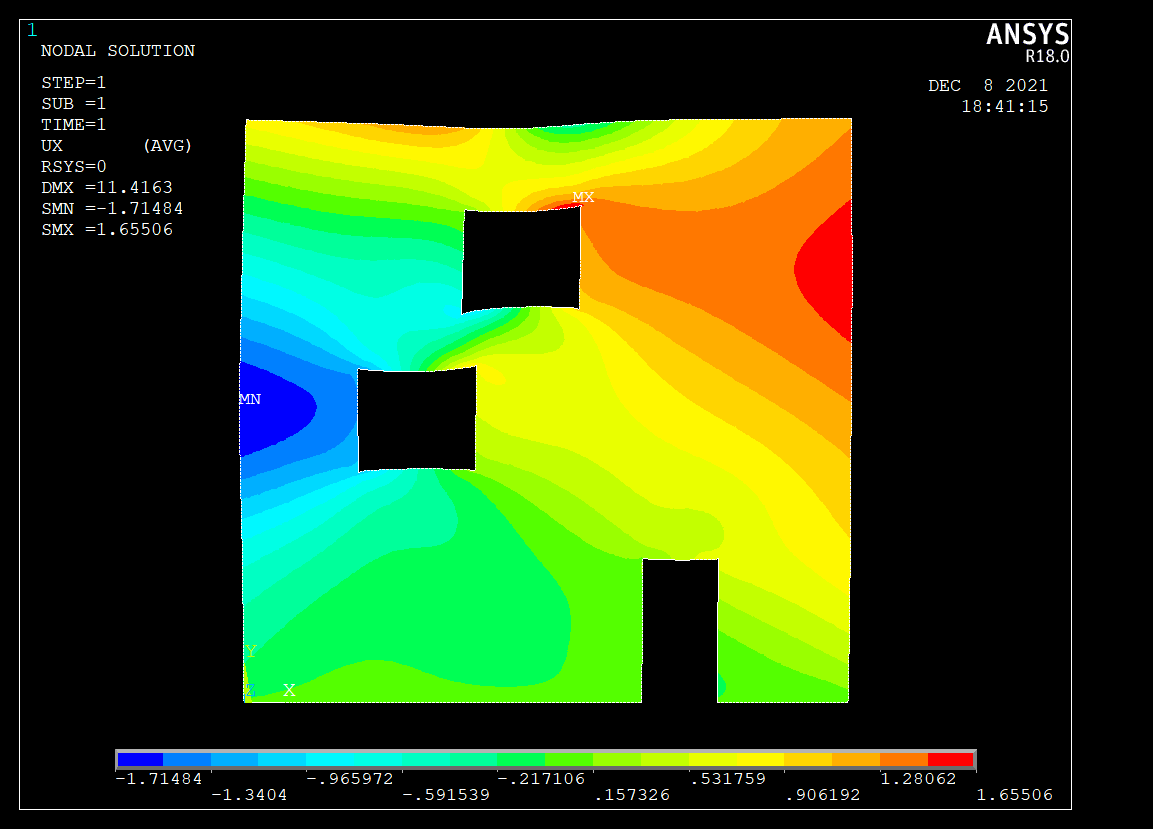 1
ANSYS
R18.0
NODAL SOLUTION
DEC 8 2021
18:41:15
STEP=1
SUB =1
TIME=1
UX (AVG)
RSYS=0
DMX =11.4163
SMN =-1.71484
SMX =1.65506
MX
MN
Y
Z X
-1.71484 -.965972 -.217106 .531759 1.28062
-1.3404 -.591539 .157326 .906192 1.65506